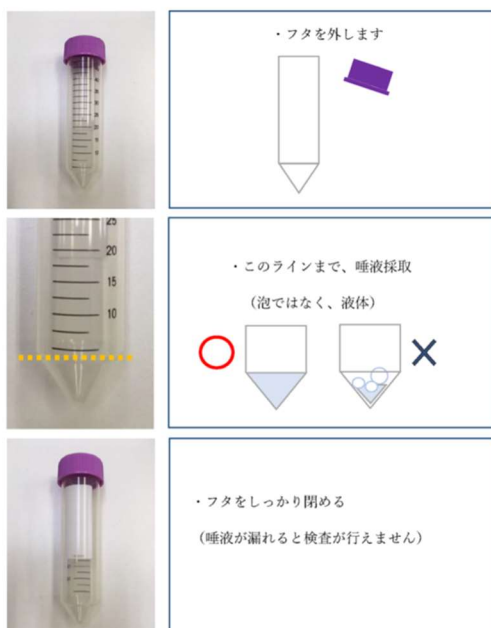 ・フタを外します
25
20
15
10
・このラインまで、唾液採取
（泡ではなく、液体）
・フタをしっかり閉める
（唾液が漏れると検査が行えません）